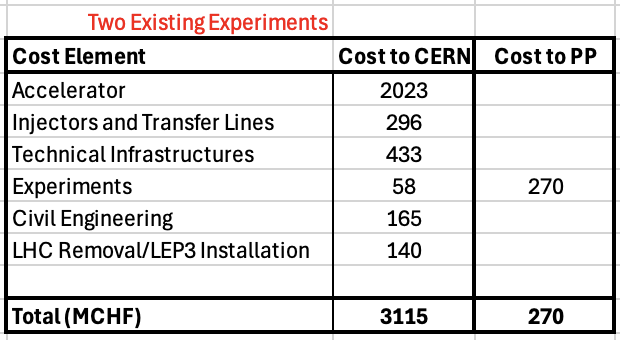 Two Existing Experiments
Cost Element Cost to CERN Cost to PP
Accelerator 2023
Injectors and Transfer Lines 296
Technical Infrastructures 433
Experiments 58 270
Civil Engineering 165
LHC Removal/LEP3 Installation 140
Total (MCHF) 3115 270